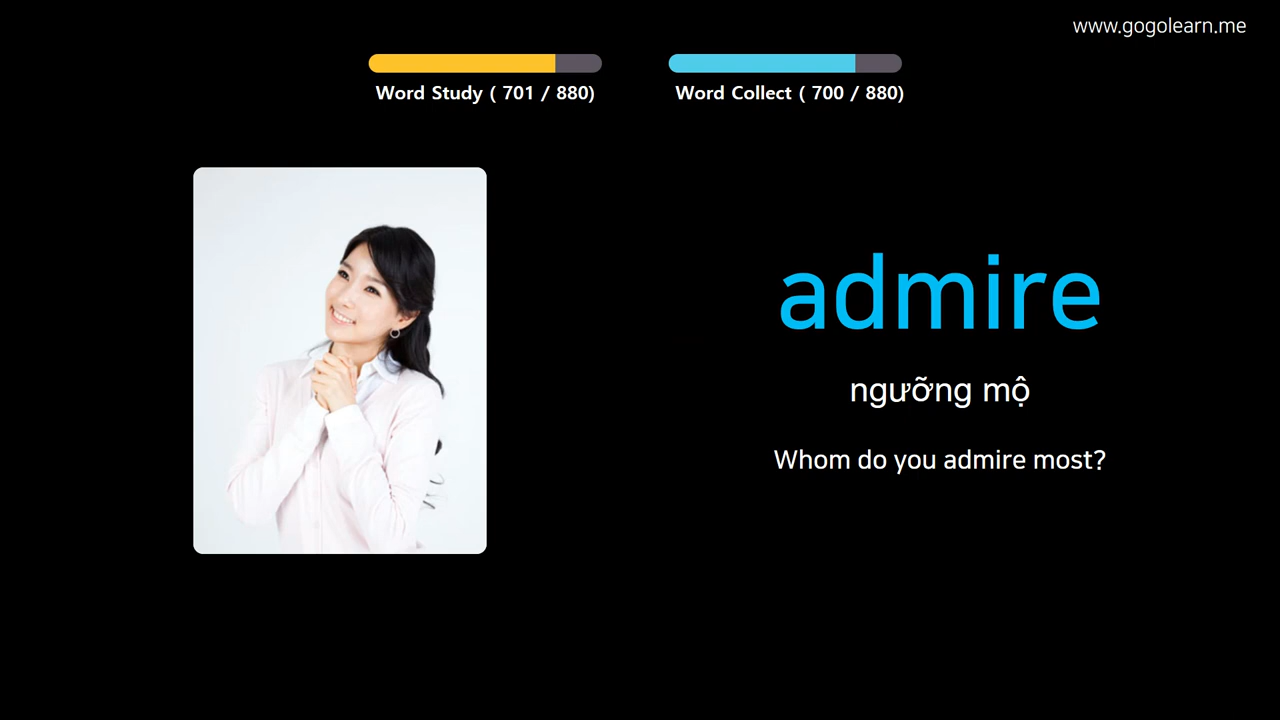 www.gogolearn.me
Word Study ( 701 / 880)
Word Collect ( 700 / 880)
admire
ngưỡng mộ
Whom do you admire most?